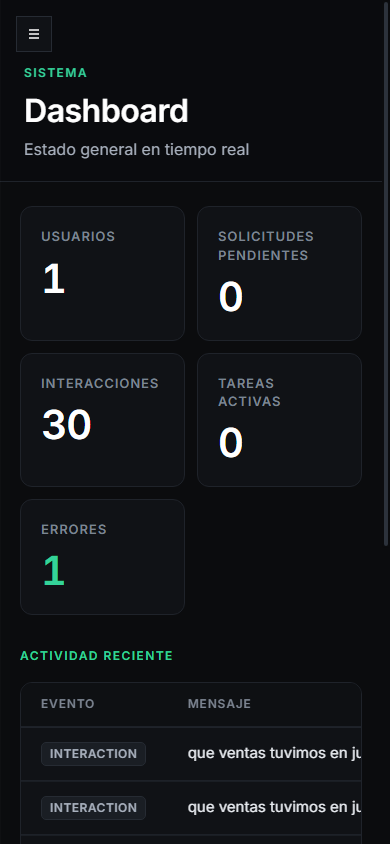 SISTEMA
Dashboard
Estado general en tiempo real
USUARIOS
1
SOLICITUDES
PENDIENTES
0
INTERACCIONES
30
TAREAS
ACTIVAS
0
ERRORES
1
ACTIVIDAD RECIENTE
EVENTO MENSAJE
INTERACTION que ventas tuvimos en ju
INTERACTION que ventas tuvimos en ju